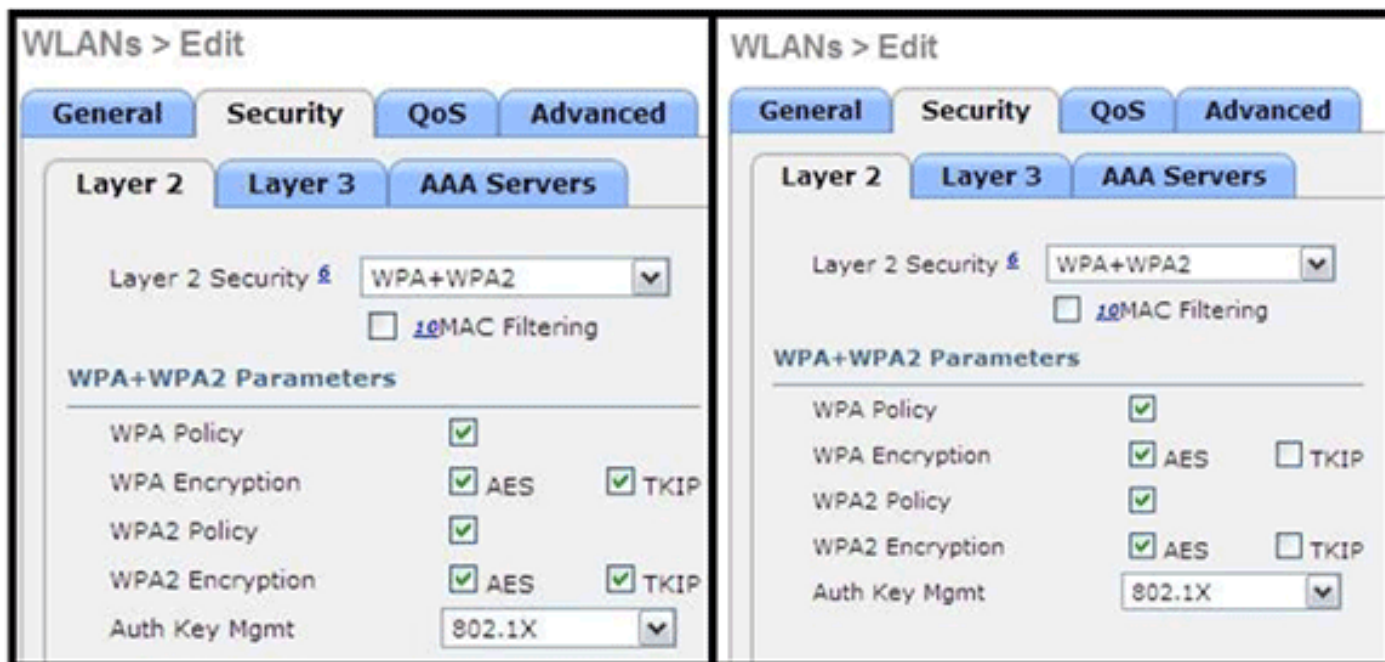 WLANs > Edit
General Security QoS Advanced
Layer 2 Layer 3 AAA Servers
Layer 2 Security 6 WPA+WPA2
10MAC Filtering
WPA+WPA2 Parameters
WPA Policy
WPA Encryption AES TKIP
WPA2 Policy
WPA2 Encryption AES TKIP
Auth Key Mgmt 802.1X
WLANs > Edit
General Security QoS Advanced
Layer 2 Layer 3 AAA Servers
Layer 2 Security 6 WPA+WPA2
10MAC Filtering
WPA+WPA2 Parameters
WPA Policy
WPA Encryption AES TKIP
WPA2 Policy
WPA2 Encryption AES TKIP
Auth Key Mgmt 802.1X